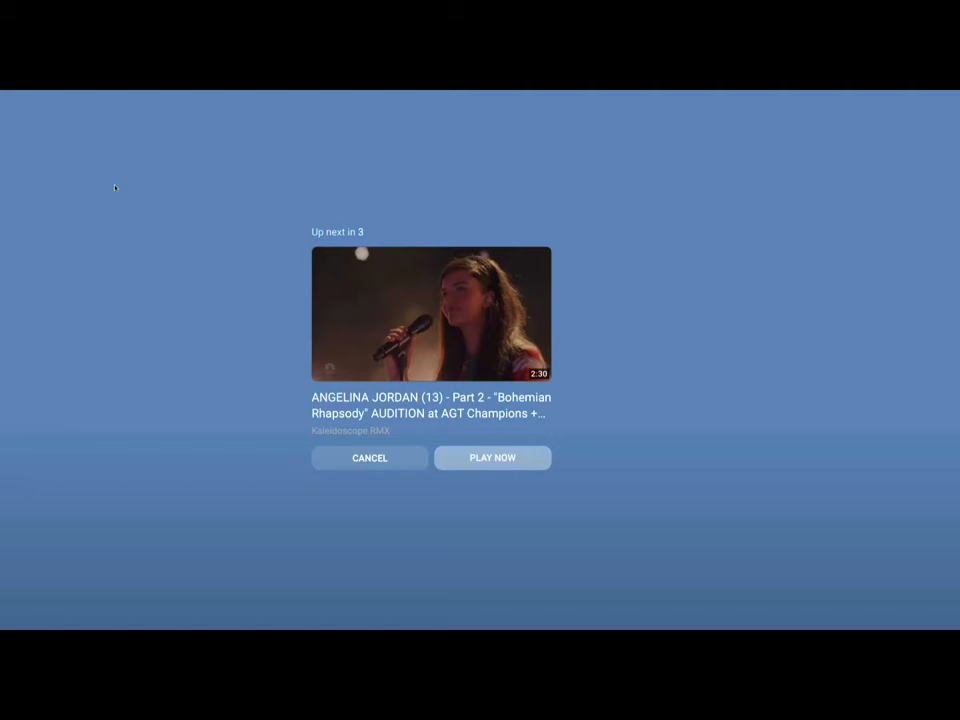 Up next in 3
2:30
ANGELINA JORDAN (13) - Part 2 - "Bohemian
Rhapsody" AUDITION at AGT Champions +...
Kaleidoscope RMX
CANCEL
PLAY NOW